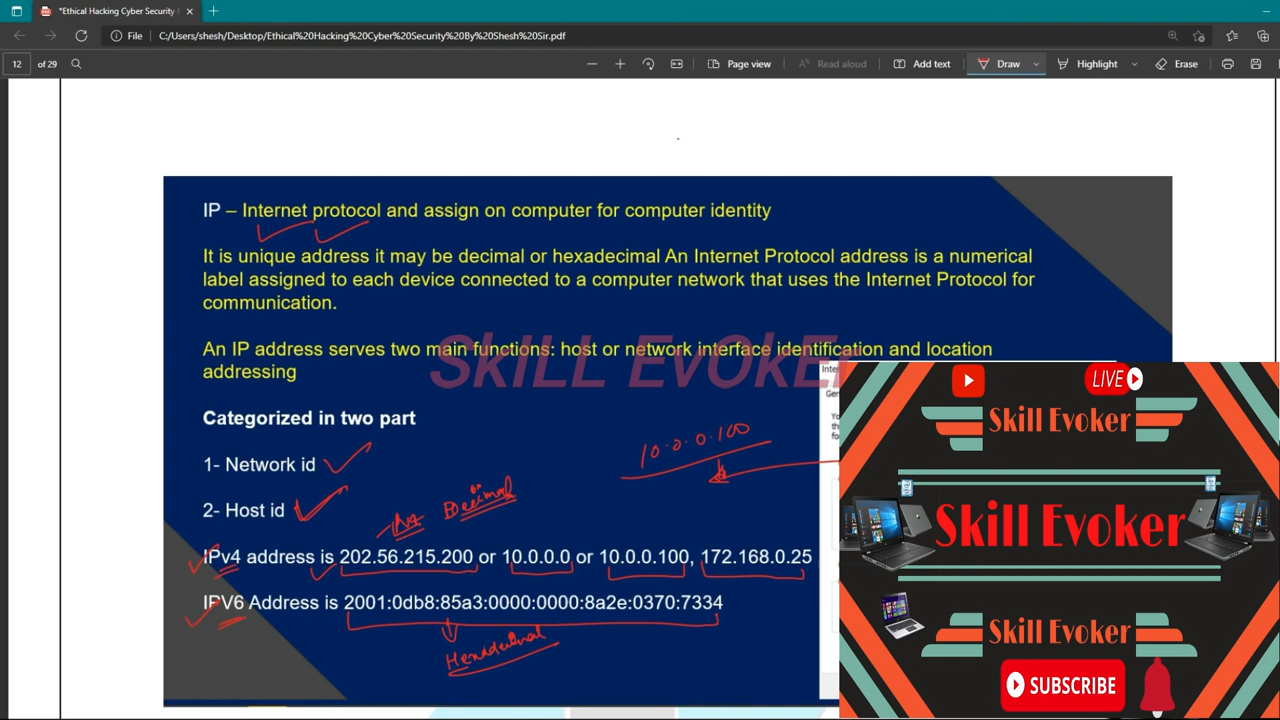 *Ethical Hacking Cyber Security
File
C:/Users/shesh/Desktop/Ethical%20Hacking%20Cyber%20Security%20By%20Shesh%20Sir.pdf
12 of 29
Page view
Read aloud
Add text
Draw
Highlight
Erase
IP – Internet protocol and assign on computer for computer identity
It is unique address it may be decimal or hexadecimal An Internet Protocol address is a numerical
label assigned to each device connected to a computer network that uses the Internet Protocol for
communication.
An IP address serves two main functions: host or network interface identification and location
addressing
SKILL EVOKER
Categorized in two part
10.0.0.100
1- Network id
Decimal
2- Host id
IPv4 address is 202.56.215.200 or 10.0.0.0 or 10.0.0.100, 172.168.0.25
IPV6 Address is 2001:0db8:85a3:0000:0000:8a2e:0370:7334
Hexadecimal
LIVE
Skill Evoker
Skill Evoker
Skill Evoker
SUBSCRIBE